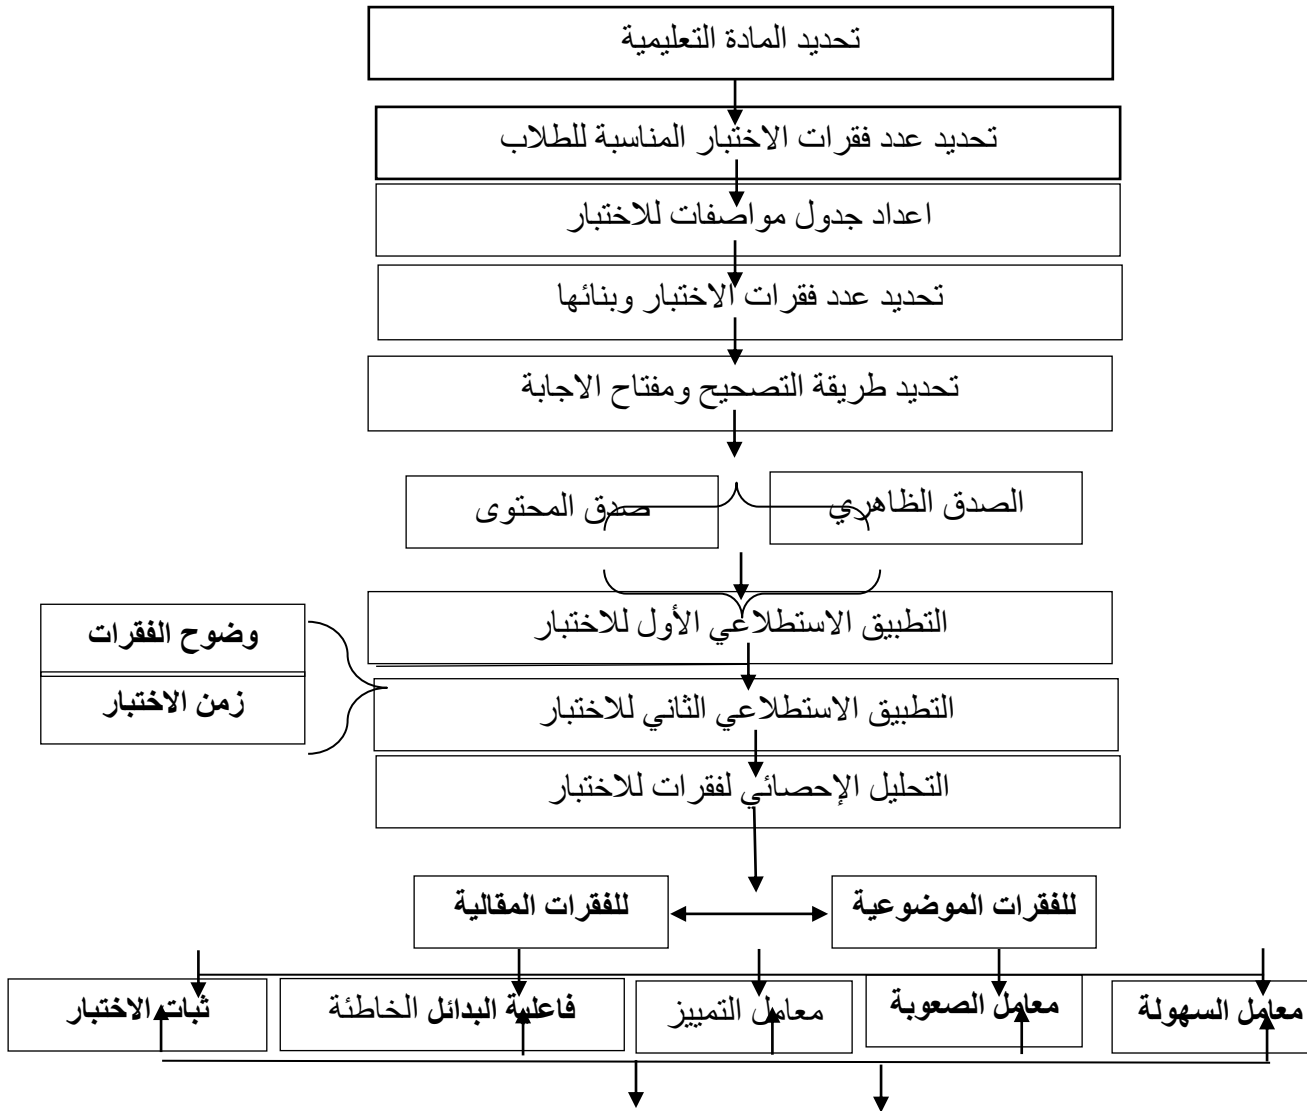 تحديد المادة التعليمية
تحديد عدد فقرات الاختبار المناسبة للطلاب
اعداد جدول مواصفات للاختبار
تحديد عدد فقرات الاختبار وبنائها
تحديد طريقة التصحيح ومفتاح الاجابة
الصدق الظاهري
صدق المحتوى
التطبيق الاستطلاعي الأول للاختبار
وضوح الفقرات
زمن الاختبار
التطبيق الاستطلاعي الثاني للاختبار
التحليل الإحصائي لفقرات للاختبار
للفقرات الموضوعية
للفقرات المقالية
معامل السهولة
معامل الصعوبة
معامل التمييز
فاعلية البدائل الخاطئة
ثبات الاختبار